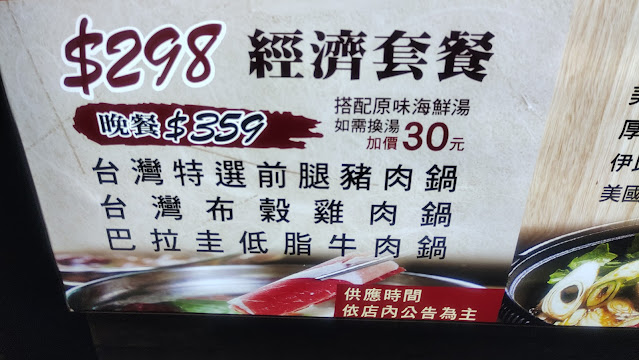 $298 經濟套餐
晚餐$359
搭配原味海鮮湯
如需換湯
加價30元
台灣特選前腿豬肉鍋
台灣布穀雞肉鍋
巴拉圭低脂牛肉鍋
供應時間
依店內公告為主
厚
美國